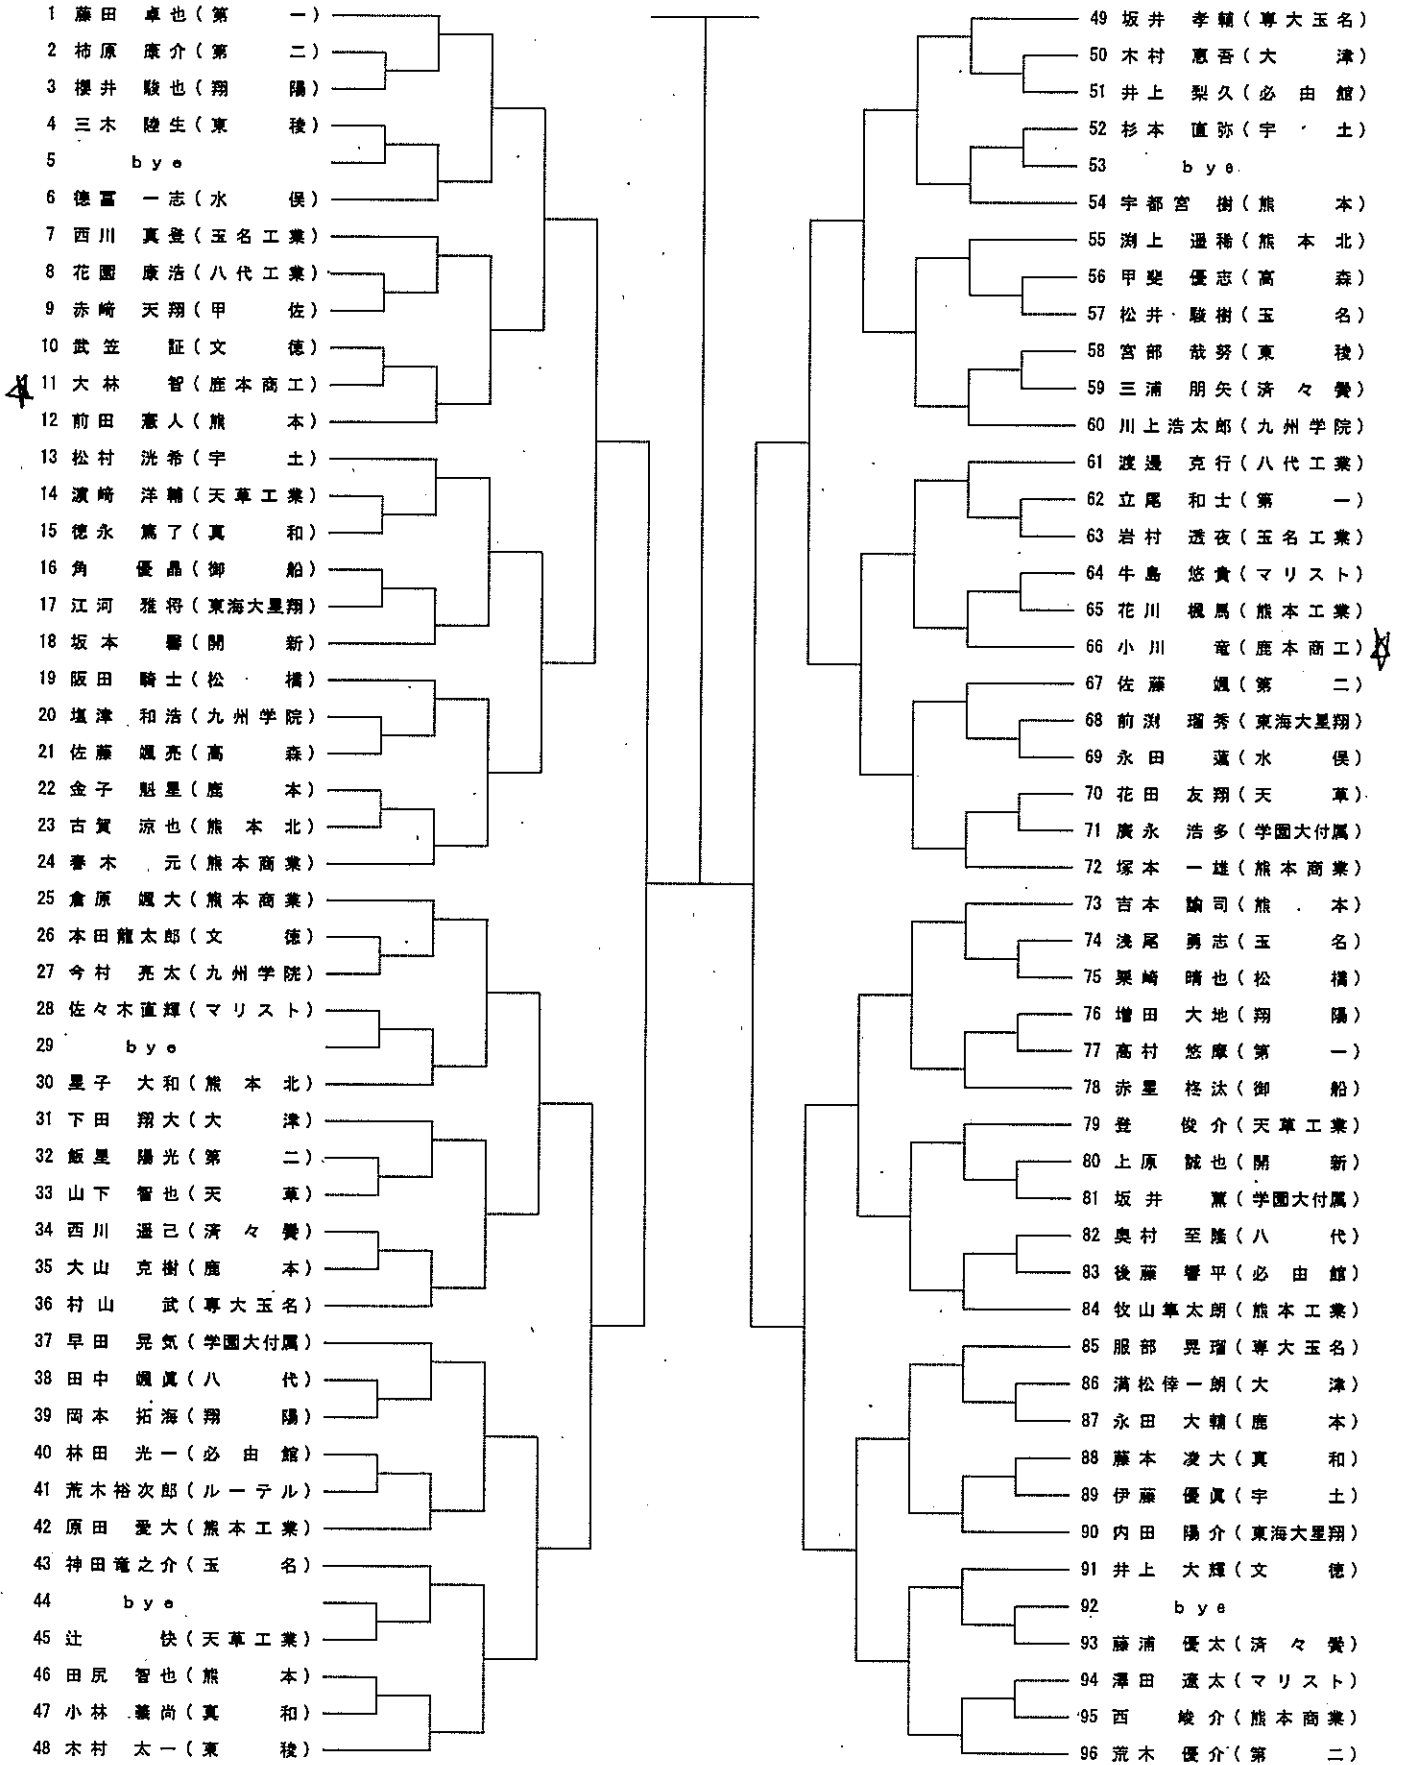 1 藤田 卓也(第 一)
2 柿原 康介(第 二)
3 櫻井 駿也(翔 陽)
4 三木 陸生(東 稜)
5 bye
6 徳冨 一志(水 俣)
7 西川 真登(玉名工業)
8 花園 康浩(八代工業)
9 赤﨑 天翔(甲 佐)
10 武笠 証(文 徳)
11 大林 智(鹿本商工)
12 前田 憲人(熊 本)
13 松村 洸希(宇 土)
14 濵﨑 洋輔(天草工業)
15 徳永 篤了(真 和)
16 角 優晶(御 船)
17 江河 雅将(東海大星翔)
18 坂本 響(開 新)
19 阪田 騎士(松 橋)
20 塩津 和浩(九州学院)
21 佐藤 颯亮(高 森)
22 金子 魁星(鹿 本)
23 古賀 涼也(熊 本 北)
24 春木 元(熊本商業)
25 倉原 颯大(熊本商業)
26 本田龍太郎(文 徳)
27 今村 亮太(九州学院)
28 佐々木直輝(マリスト)
29 bye
30 星子 大和(熊 本 北)
31 下田 翔大(大 津)
32 飯星 陽光(第 二)
33 山下 智也(天 草)
34 西川 遥己(済 々 黌)
35 大山 克樹(鹿 本)
36 村山 武(専大玉名)
37 早田 晃気(学園大付属)
38 田中 颯眞(八 代)
39 岡本 拓海(翔 陽)
40 林田 光一(必 由 館)
41 荒木裕次郎(ルーテル)
42 原田 愛大(熊本工業)
43 神田竜之介(玉 名)
44 bye
45 辻 快(天草工業)
46 田尻 智也(熊 本)
47 小林 義尚(真 和)
48 木村 太一(東 稜)
49 坂井 孝輔(専大玉名)
50 木村 恵吾(大 津)
51 井上 梨久(必 由 館)
52 杉本 直弥(宇 土)
53 bye
54 宇都宮 樹(熊 本)
55 渕上 遥稀(熊 本 北)
56 甲斐 優志(高 森)
57 松井 駿樹(玉 名)
58 宮部 哉努(東 稜)
59 三浦 朋矢(済 々 黌)
60 川上浩太郎(九州学院)
61 渡邊 克行(八代工業)
62 立尾 和士(第 一)
63 岩村 透夜(玉名工業)
64 牛島 悠貴(マリスト)
65 花川 楓馬(熊本工業)
66 小川 竜(鹿本商工)
67 佐藤 颯(第 二)
68 前渕 瑠秀(東海大星翔)
69 永田 蓮(水 俣)
70 花田 友翔(天 草)
71 廣永 浩多(学園大付属)
72 塚本 一雄(熊本商業)
73 吉本 諭司(熊 本)
74 浅尾 勇志(玉 名)
75 栗崎 晴也(松 橋)
76 増田 大地(翔 陽)
77 高村 悠摩(第 一)
78 赤星 柊汰(御 船)
79 登 俊介(天草工業)
80 上原 誠也(開 新)
81 坂井 薫(学園大付属)
82 奥村 至隆(八 代)
83 後藤 響平(必 由 館)
84 牧山隼太朗(熊本工業)
85 服部 晃瑠(専大玉名)
86 満松倖一朗(大 津)
87 永田 大輔(鹿 本)
88 藤本 凌大(真 和)
89 伊藤 優眞(宇 土)
90 内田 陽介(東海大星翔)
91 井上 大輝(文 徳)
92 bye
93 藤浦 優太(済 々 黌)
94 澤田 遼太(マリスト)
95 西 峻介(熊本商業)
96 荒木 優介(第 二)